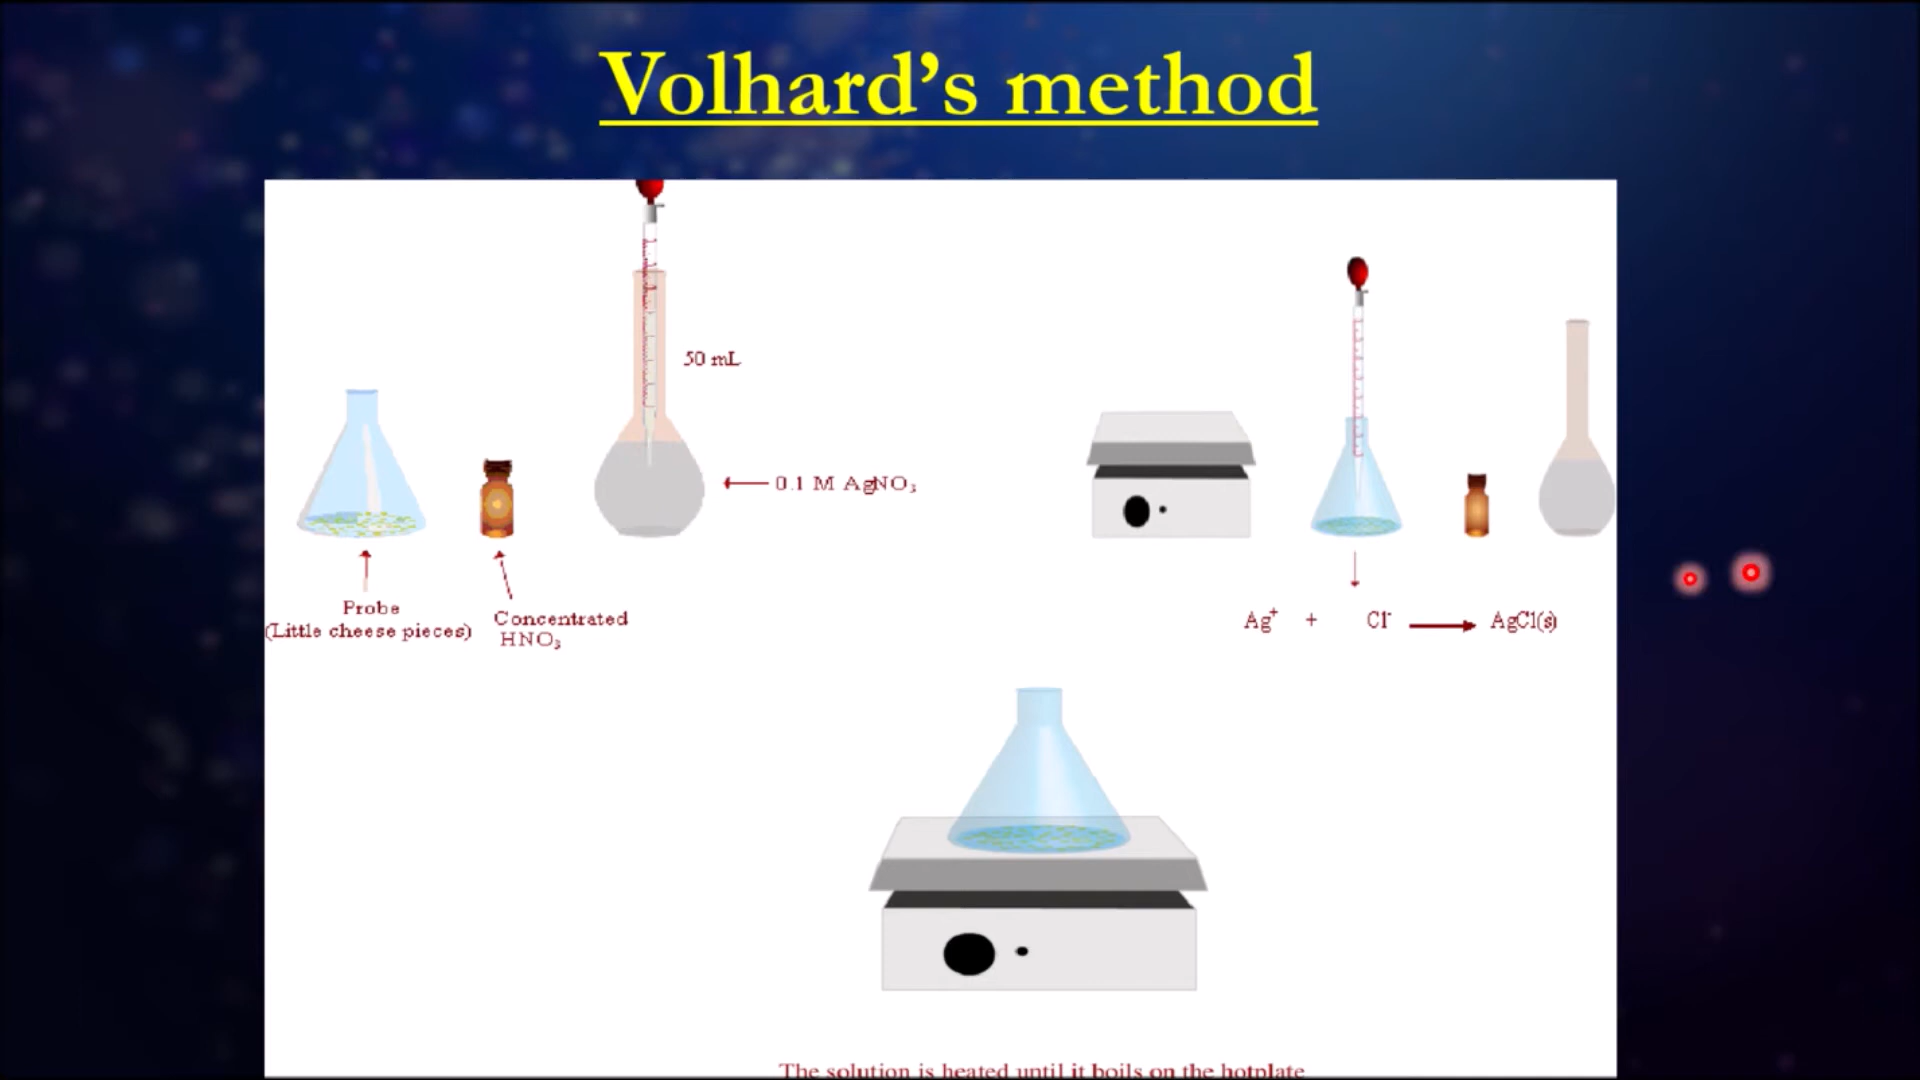 Volhard's method
50 mL
0.1 M AgNO₃
Probe
(Little cheese pieces)
Concentrated
HNO₃
Ag⁺ + Cl⁻ → AgCl(s)
The solution is heated until it boils on the hotplate